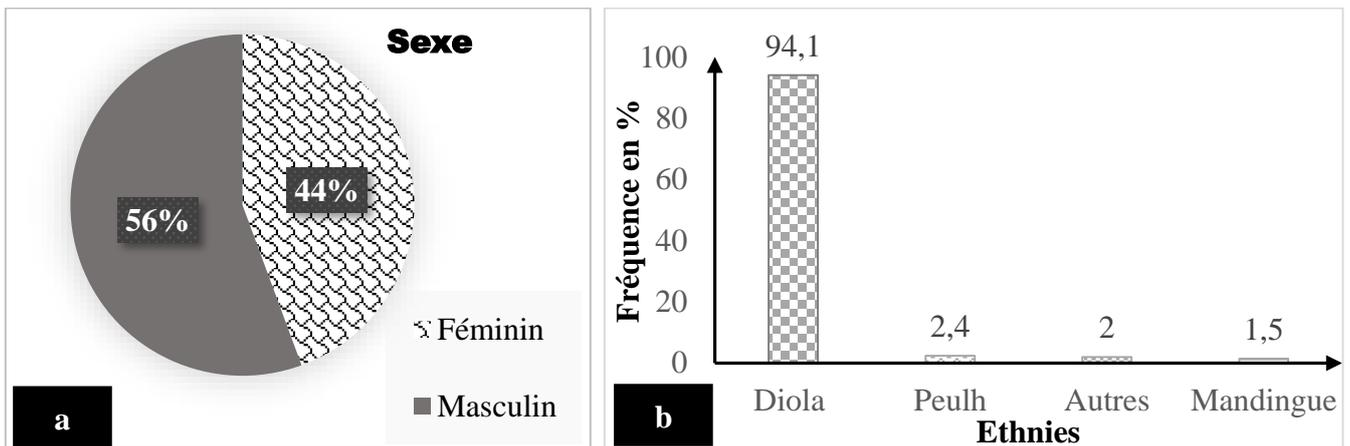 Sexe
44%
56%
Féminin
Masculin
a
Fréquence en %
100
80
60
40
20
0
94,1
2,4
2
1,5
Diola
Peulh
Autres
Mandingue
Ethnies
b